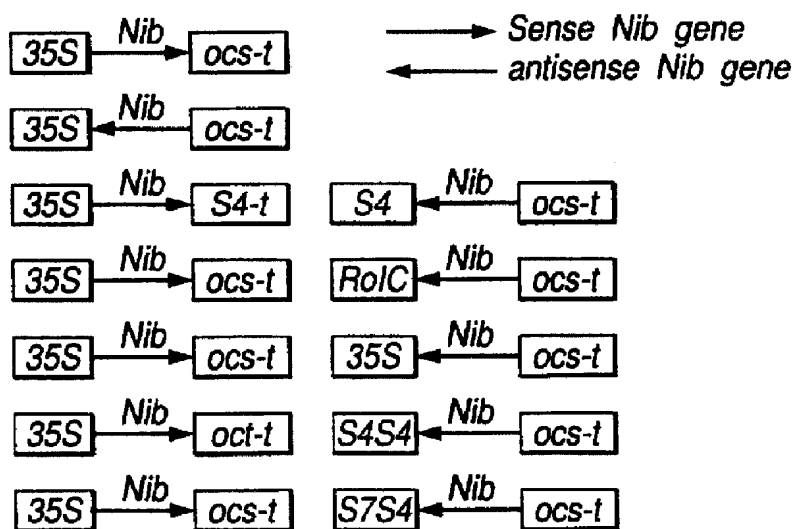 35S Nib ocs-t Sense Nib gene
antisense Nib gene
35S Nib ocs-t
35S Nib S4-t S4 Nib ocs-t
35S Nib ocs-t RolC Nib ocs-t
35S Nib ocs-t 35S Nib ocs-t
35S Nib oct-t S4S4 Nib ocs-t
35S Nib ocs-t S7S4 Nib ocs-t